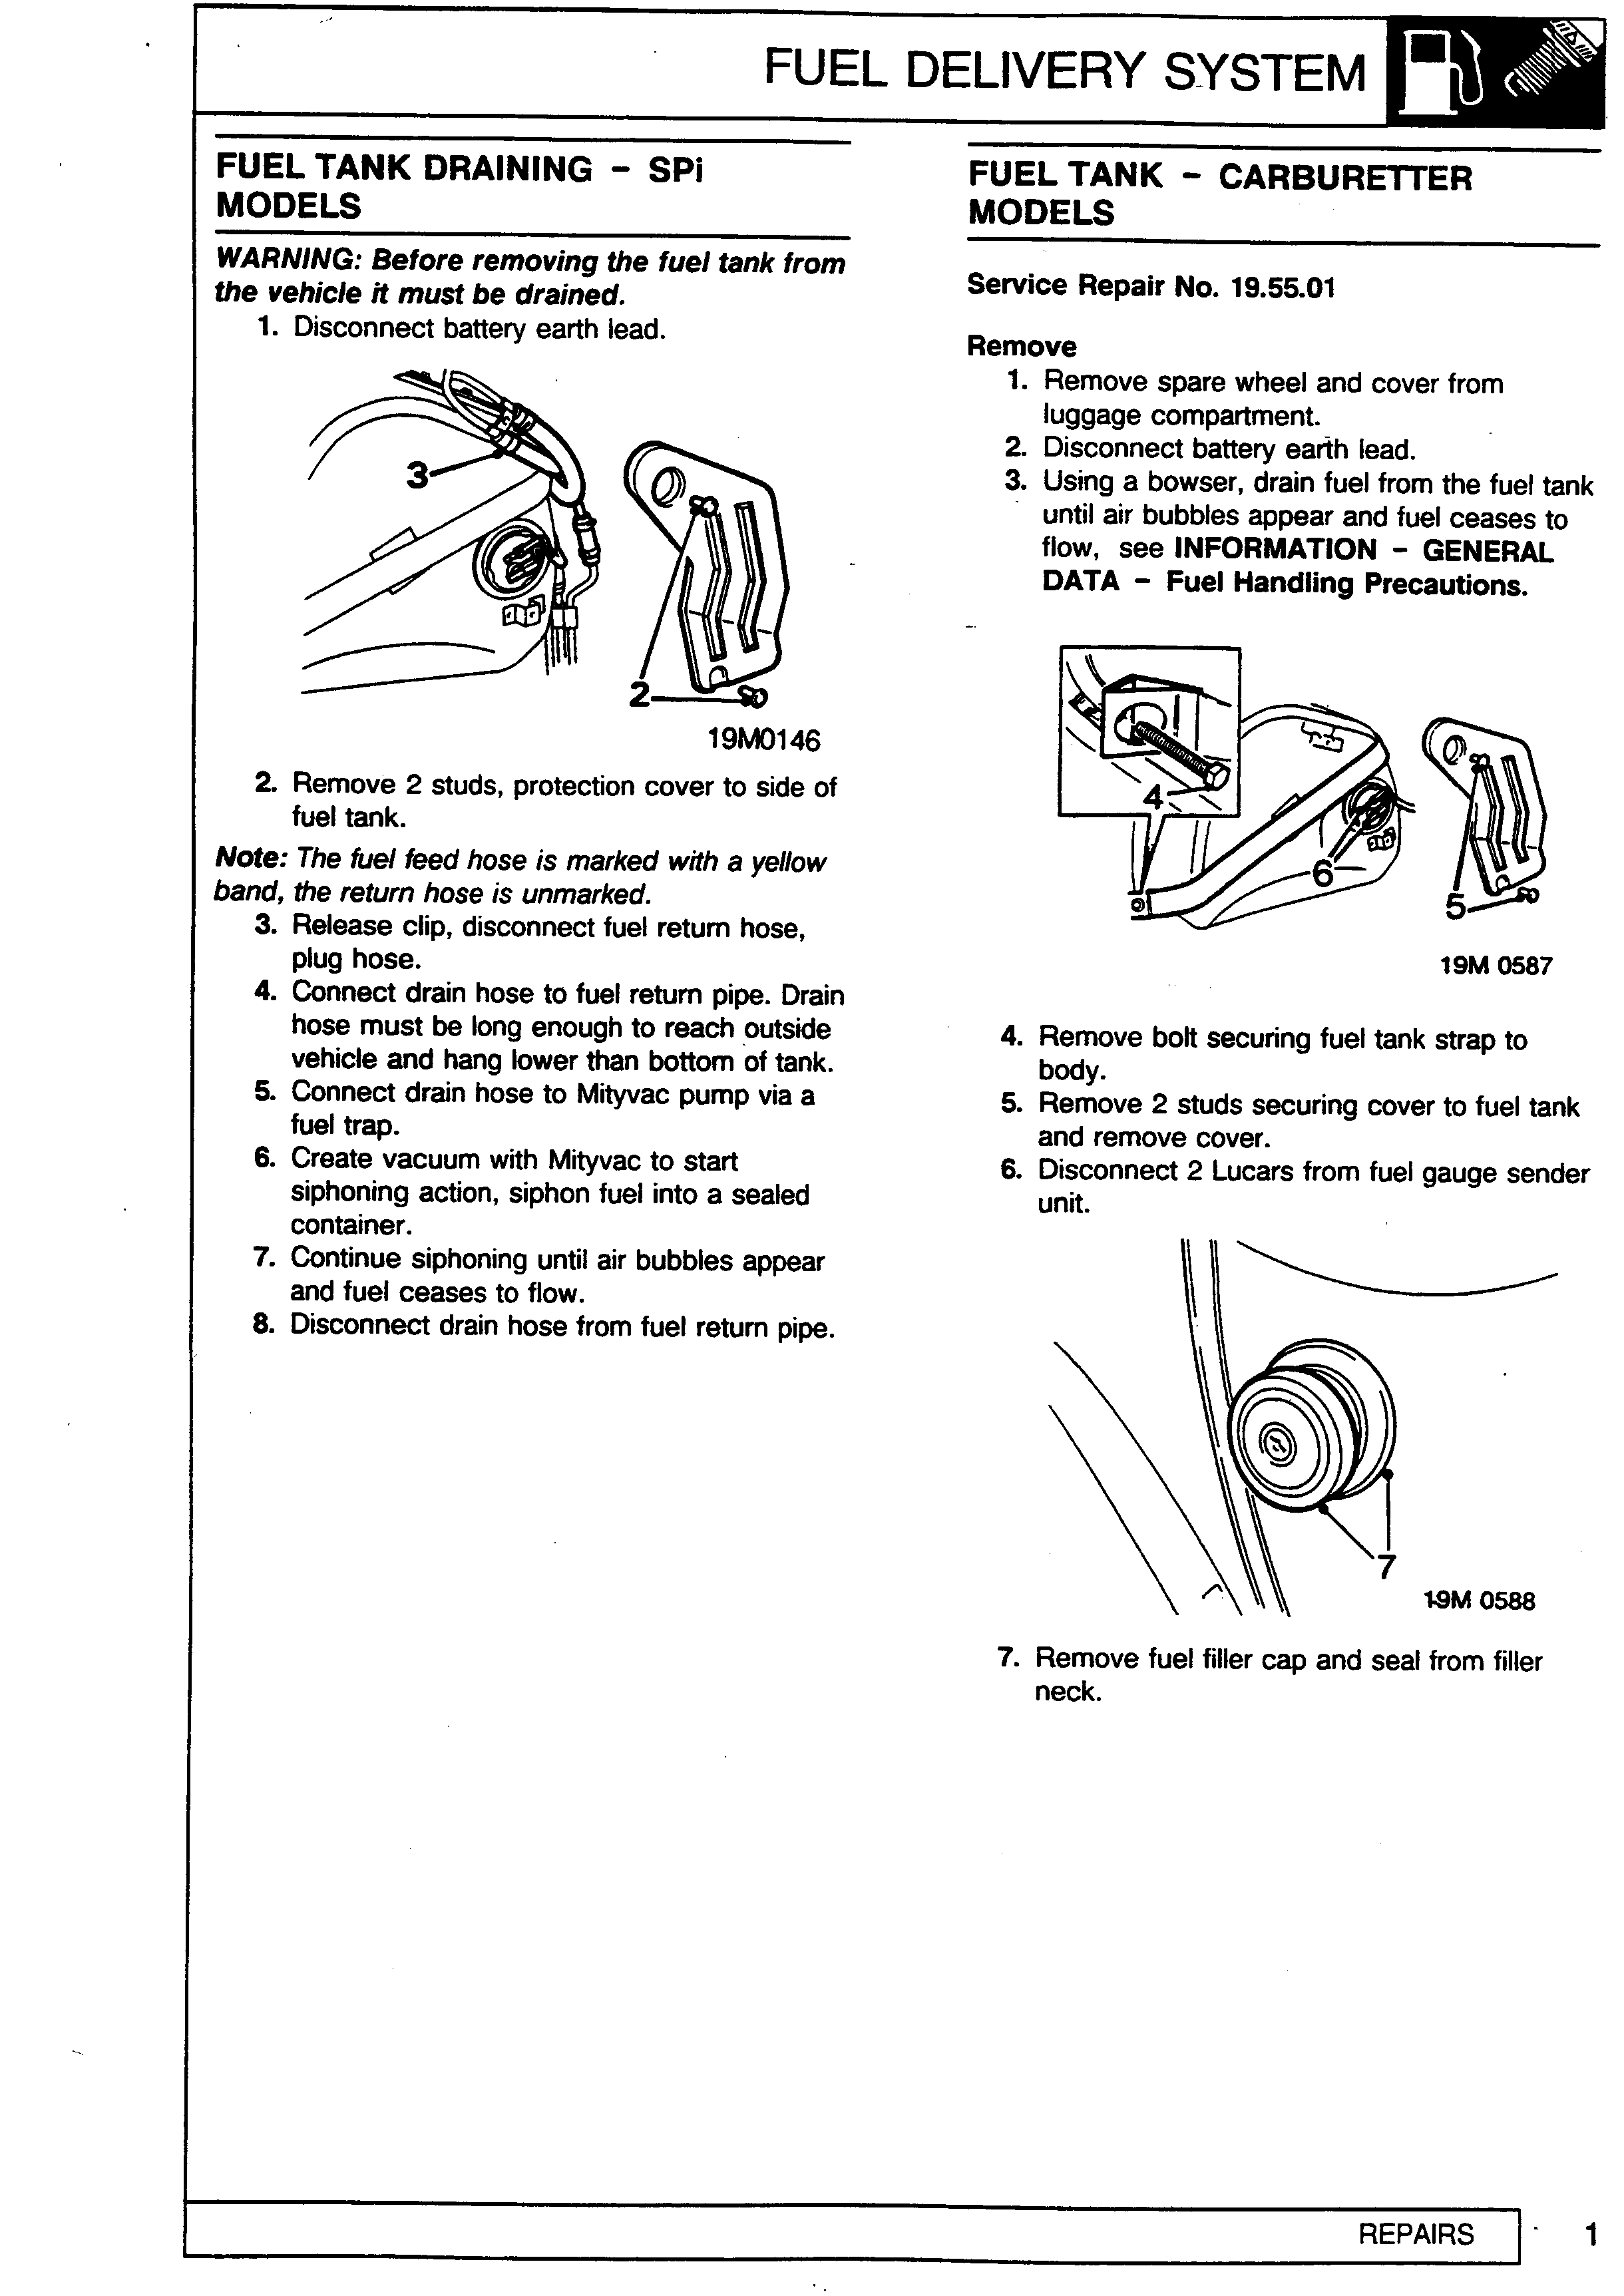 FUEL DELIVERY SYSTEM
FUEL TANK DRAINING - SPi
MODELS
WARNING: Before removing the fuel tank from
the vehicle it must be drained.
1. Disconnect battery earth lead.
3
2
19M0146
2. Remove 2 studs, protection cover to side of
fuel tank.
Note: The fuel feed hose is marked with a yellow
band, the return hose is unmarked.
3. Release clip, disconnect fuel return hose,
plug hose.
4. Connect drain hose to fuel return pipe. Drain
hose must be long enough to reach outside
vehicle and hang lower than bottom of tank.
5. Connect drain hose to Mityvac pump via a
fuel trap.
6. Create vacuum with Mityvac to start
siphoning action, siphon fuel into a sealed
container.
7. Continue siphoning until air bubbles appear
and fuel ceases to flow.
8. Disconnect drain hose from fuel return pipe.
FUEL TANK - CARBURETTER
MODELS
Service Repair No. 19.55.01
Remove
1. Remove spare wheel and cover from
luggage compartment.
2. Disconnect battery earth lead.
3. Using a bowser, drain fuel from the fuel tank
until air bubbles appear and fuel ceases to
flow, see INFORMATION - GENERAL
DATA - Fuel Handling Precautions.
4
6
5
19M 0587
4. Remove bolt securing fuel tank strap to
body.
5. Remove 2 studs securing cover to fuel tank
and remove cover.
6. Disconnect 2 Lucars from fuel gauge sender
unit.
7
19M 0588
7. Remove fuel filler cap and seal from filler
neck.
REPAIRS
1